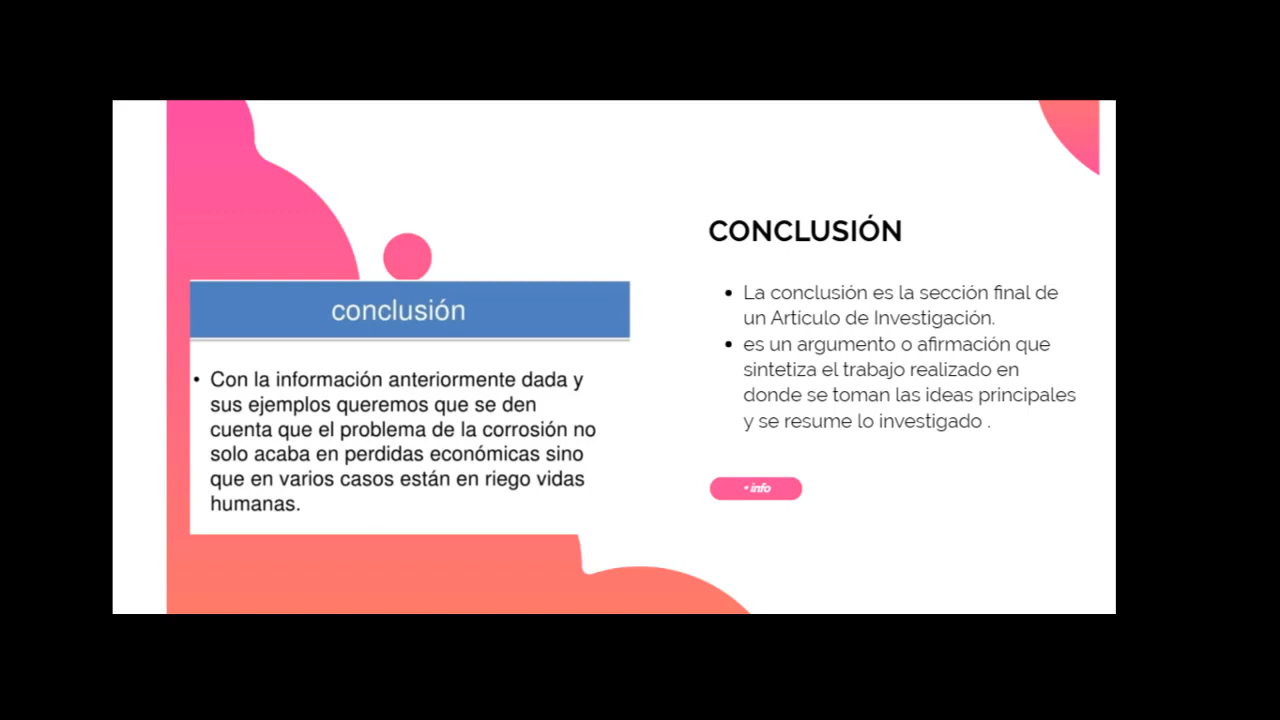 conclusión
• Con la información anteriormente dada y
sus ejemplos queremos que se den
cuenta que el problema de la corrosión no
solo acaba en perdidas económicas sino
que en varios casos están en riego vidas
humanas.
CONCLUSIÓN
• La conclusión es la sección final de
un Artículo de Investigación.
• es un argumento o afirmación que
sintetiza el trabajo realizado en
donde se toman las ideas principales
y se resume lo investigado .
• info